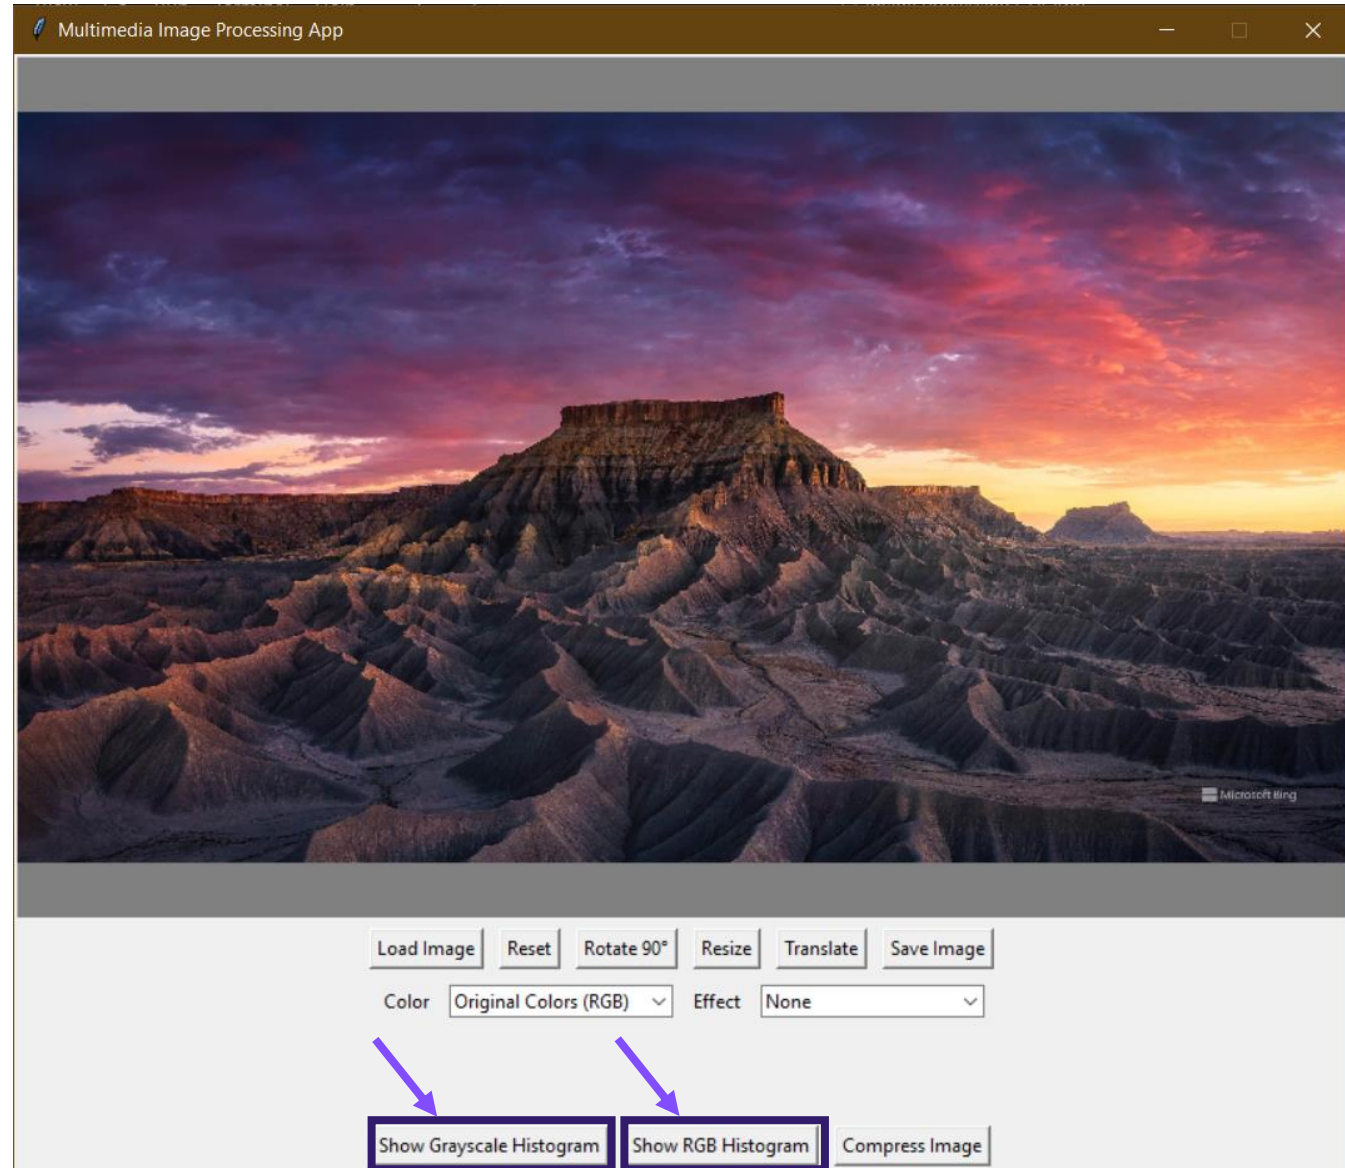 Multimedia Image Processing App
Microsoft Bing
Load Image Reset Rotate 90° Resize Translate Save Image
Color Original Colors (RGB) Effect None
Show Grayscale Histogram Show RGB Histogram Compress Image